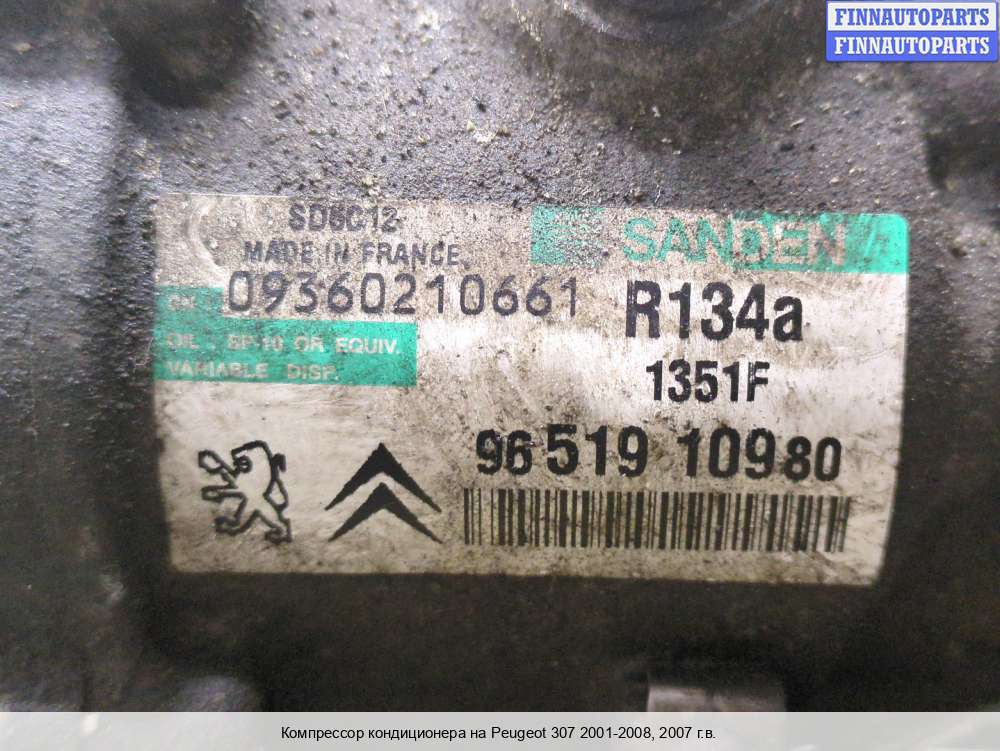 FINNAUTOPARTS
FINNAUTOPARTS
SD6C12
MADE IN FRANCE
SANDEN
09360210661
R134a
OIL : SP-10 OR EQUIV.
VARIABLE DISP.
1351F
96 519 109 80
Компрессор кондиционера на Peugeot 307 2001-2008, 2007 г.в.